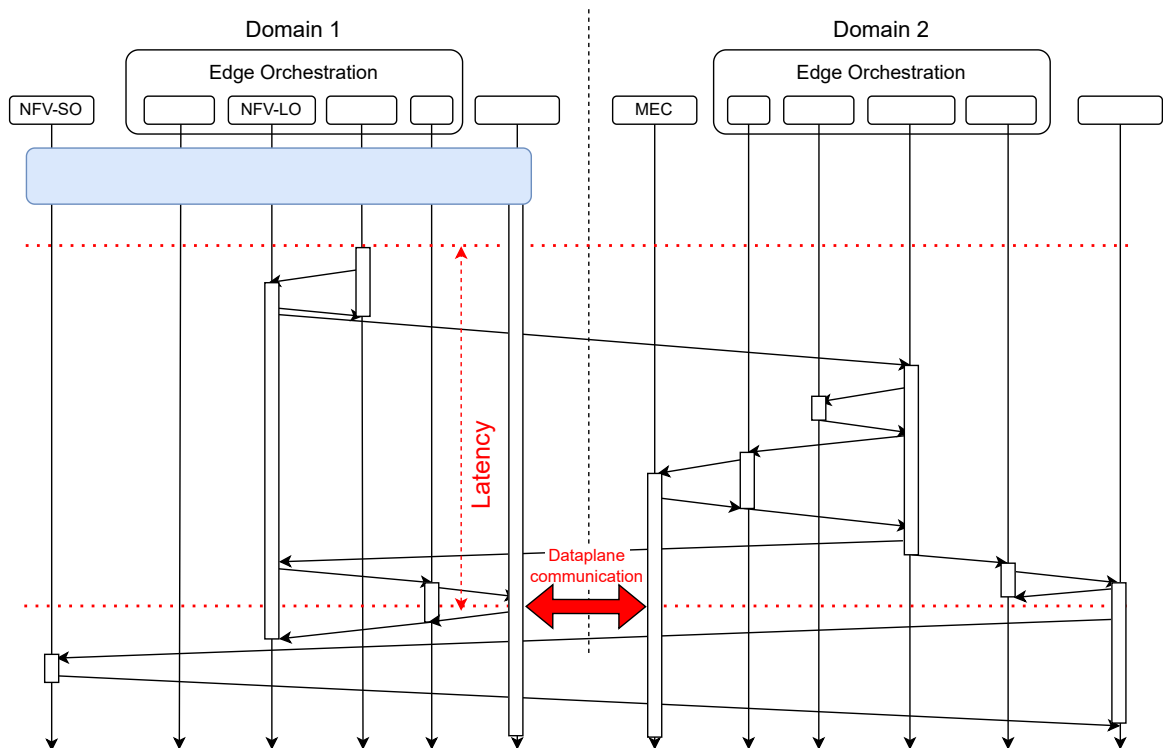 Domain 1
Domain 2
Edge Orchestration
Edge Orchestration
NFV-SO
NFV-LO
MEC
Latency
Dataplane
communication